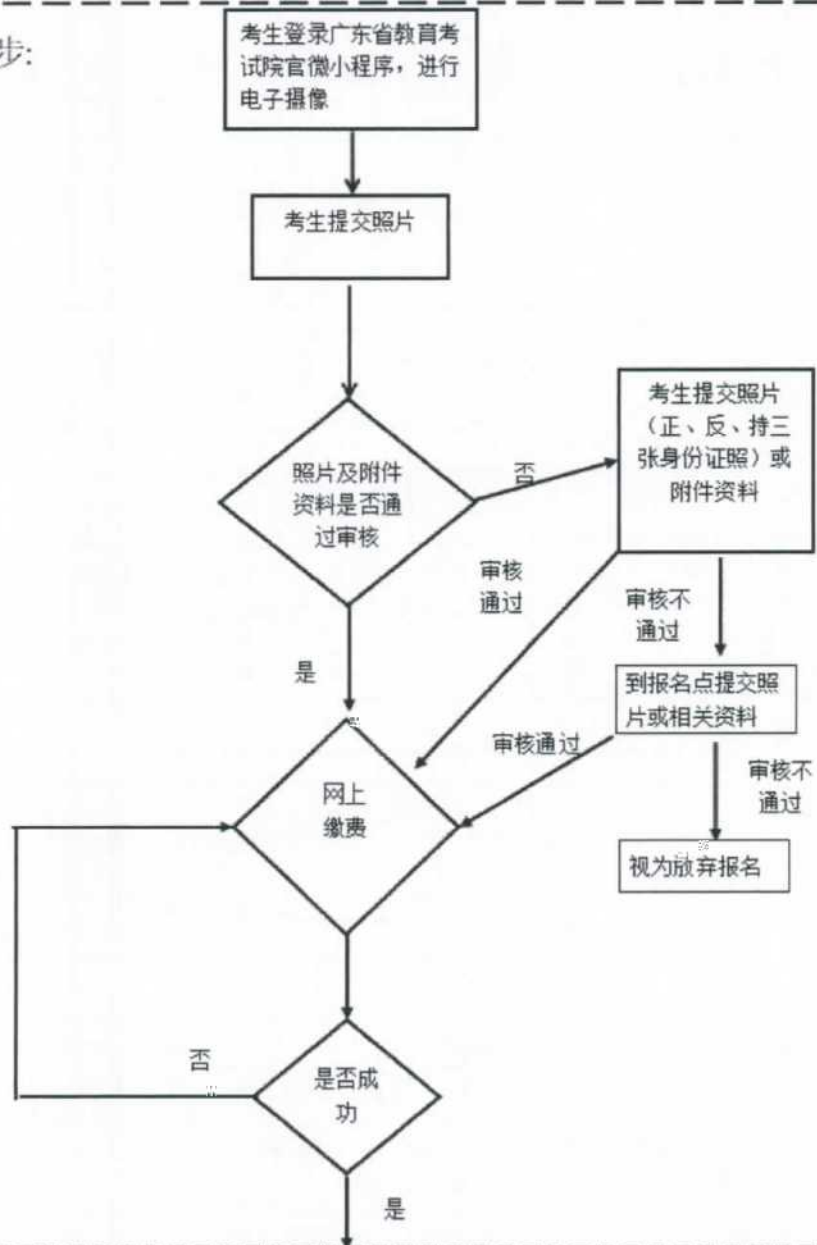 步:
考生登录广东省教育考
试院官微小程序，进行
电子摄像
考生提交照片
照片及附件
资料是否通
过审核
否
考生提交照片
（正、反、持三
张身份证照）或
附件资料
审核
通过
审核不
通过
是
到报名点提交照
片或相关资料
审核通过
审核不
通过
网上
缴费
视为放弃报名
否
是否成
功
是